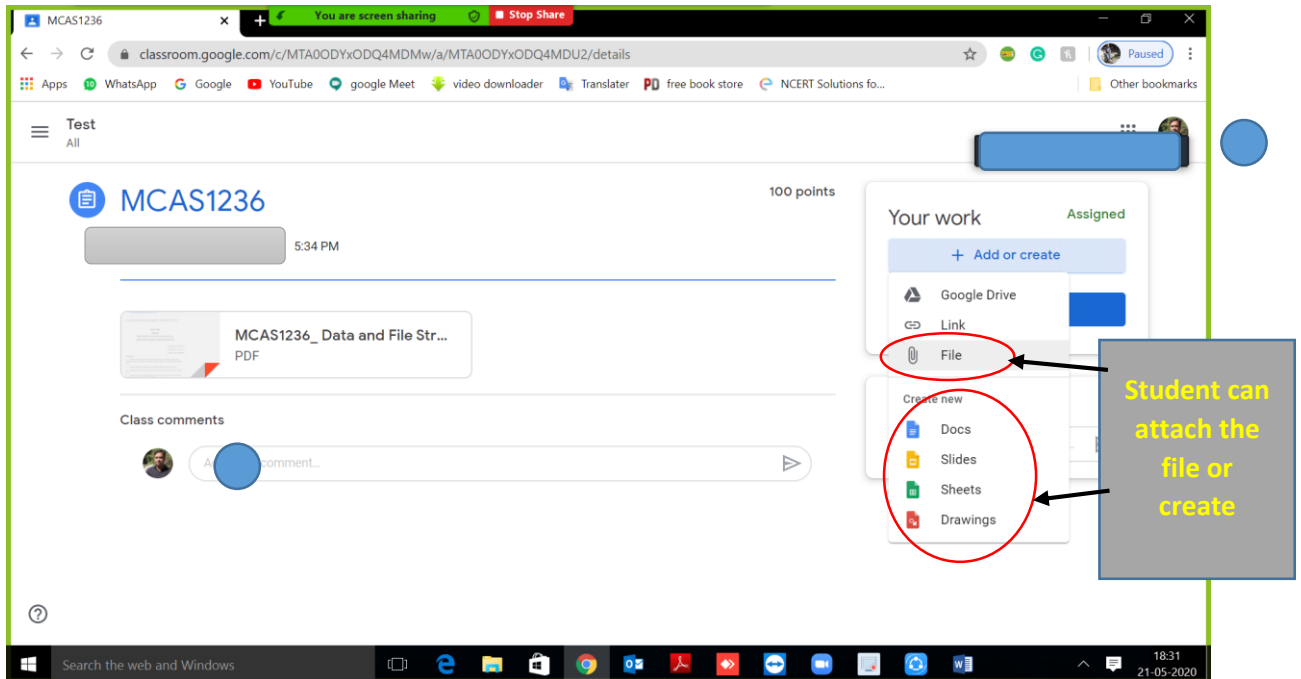 MCAS1236
You are screen sharing
Stop Share
classroom.google.com/c/MTA0ODYxODQ4MDMw/a/MTA0ODYxODQ4MDU2/details
Paused
Apps
WhatsApp
Google
YouTube
google Meet
video downloader
Translater
free book store
NCERT Solutions fo...
Other bookmarks
Test
All
MCAS1236
100 points
5:34 PM
MCAS1236_ Data and File Str...
PDF
Class comments
comment...
Your work
Assigned
+ Add or create
Google Drive
Link
File
Create new
Docs
Slides
Sheets
Drawings
Student can
attach the
file or
create
Search the web and Windows
18:31
21-05-2020